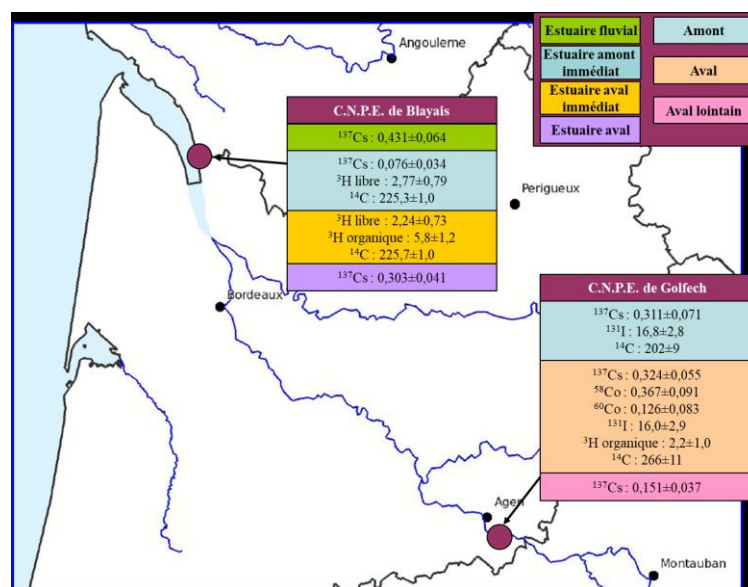 Angouleme
Estuaire fluvial
Estuaire amont
immédiat
Estuaire aval
immédiat
Estuaire aval
Amont
Aval
Aval lointain
C.N.P.E. de Blayais
¹³⁷Cs : 0,431±0,064
¹³⁷Cs : 0,076±0,034
³H libre : 2,77±0,79
¹⁴C : 225,3±1,0
³H libre : 2,24±0,73
³H organique : 5,8±1,2
¹⁴C : 225,7±1,0
¹³⁷Cs : 0,303±0,041
Perigueux
Bordeaux
C.N.P.E. de Golfech
¹³⁷Cs : 0,311±0,071
¹³¹I : 16,8±2,8
¹⁴C : 202±9
¹³⁷Cs : 0,324±0,055
⁵⁸Co : 0,367±0,091
⁶⁰Co : 0,126±0,083
¹³¹I : 16,0±2,9
³H organique : 2,2±1,0
¹⁴C : 266±11
¹³⁷Cs : 0,151±0,037
Agen
Montauban